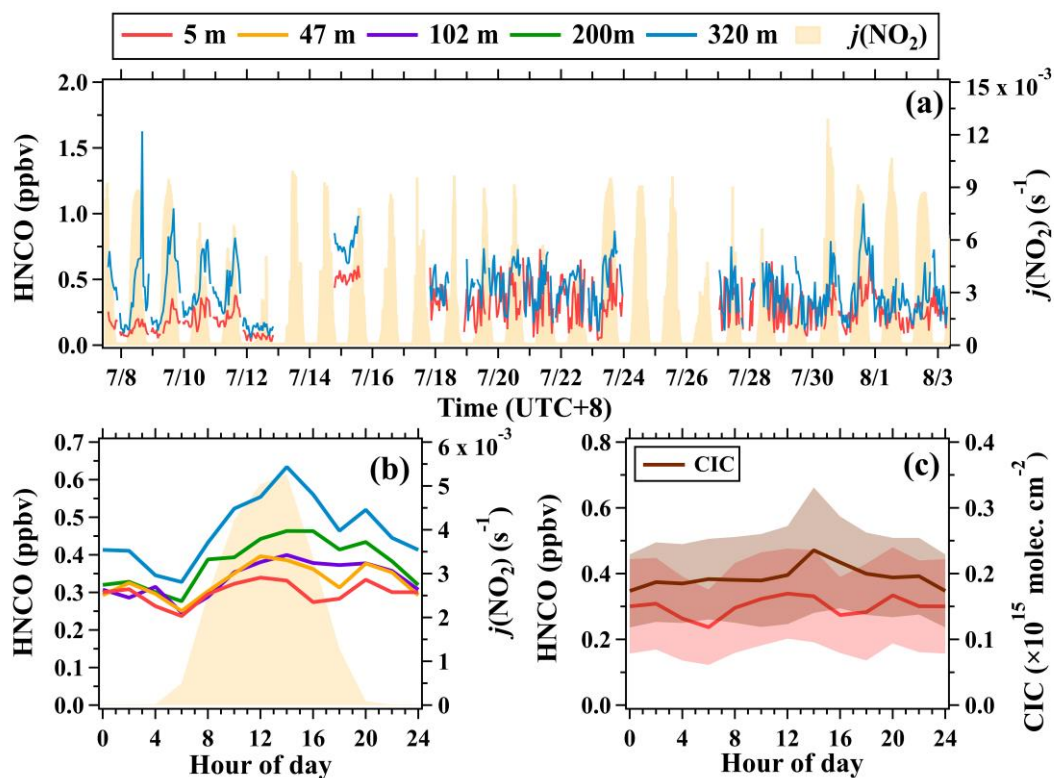 5 m 47 m 102 m 200m 320 m j(NO2)
(a)
HNCO (ppbv)
2.0
1.5
1.0
0.5
0.0
15 x 10⁻³
12
9
6
3
0
j(NO₂) (s⁻¹)
7/8 7/10 7/12 7/14 7/16 7/18 7/20 7/22 7/24 7/26 7/28 7/30 8/1 8/3
Time (UTC+8)
(b)
HNCO (ppbv)
0.7
0.6
0.5
0.4
0.3
0.2
0.1
0.0
6 x 10⁻³
5
4
3
2
1
0
j(NO₂) (s⁻¹)
0 4 8 12 16 20 24
Hour of day
(c)
CIC
HNCO (ppbv)
0.8
0.6
0.4
0.2
0.0
0.4
0.3
0.2
0.1
0.0
CIC (×10¹⁵ molec. cm⁻²)
0 4 8 12 16 20 24
Hour of day